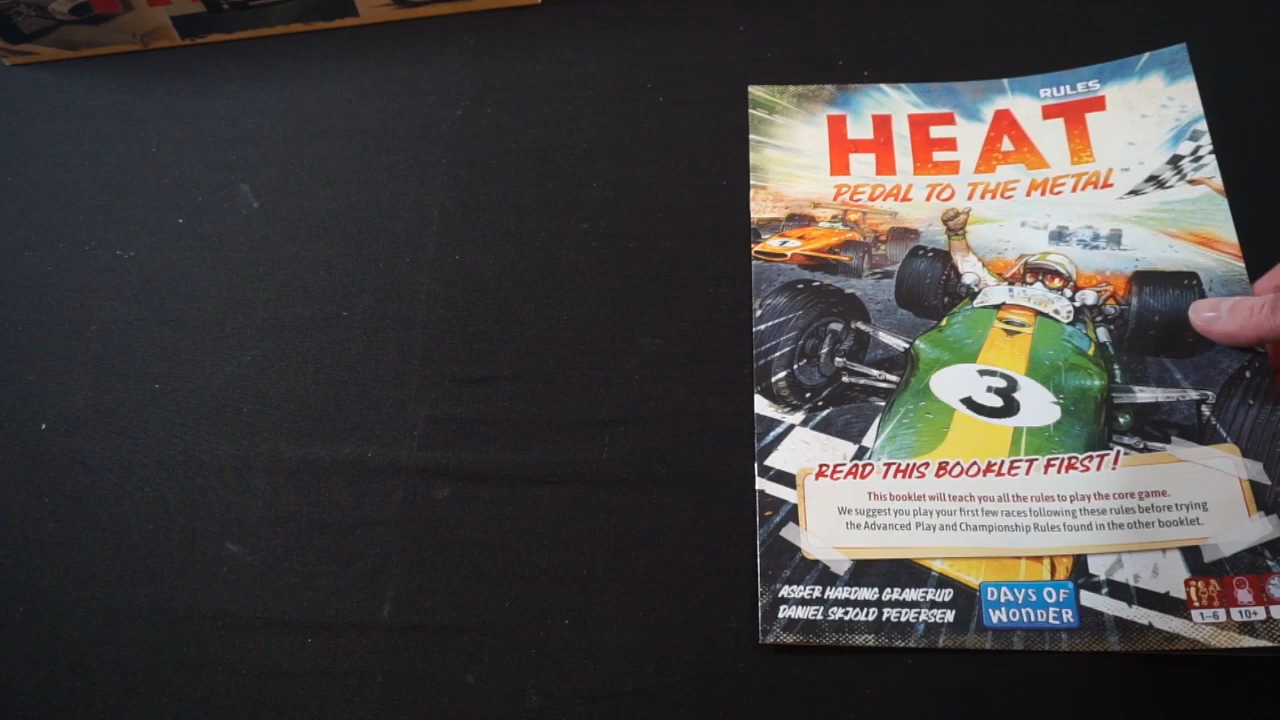 RULES
HEAT
PEDAL TO THE METAL™
1
3
READ THIS BOOKLET FIRST!
This booklet will teach you all the rules to play the core game.
We suggest you play your first few races following these rules before trying
the Advanced Play and Championship Rules found in the other booklet.
ASGER HARDING GRANERUD
DANIEL SKJOLD PEDERSEN
DAYS OF
WONDER
1-6 10+